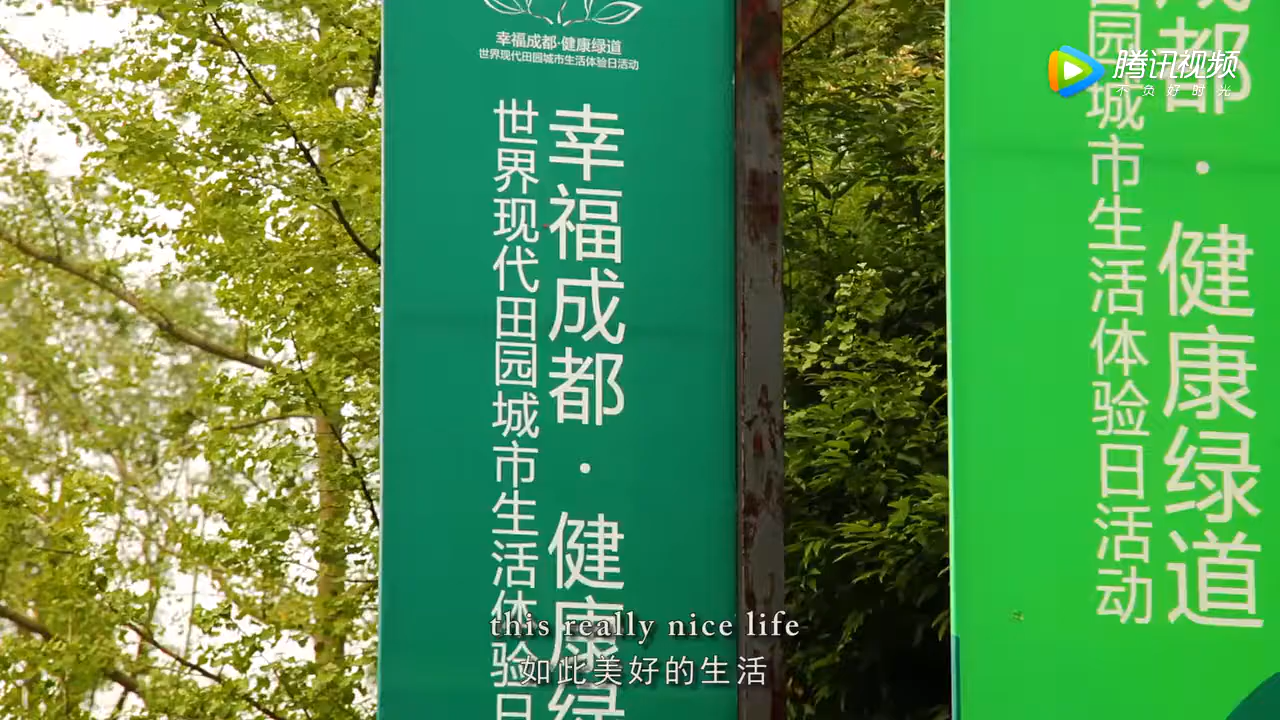 幸福成都·健康绿道
世界现代田园城市生活体验日活动
幸福成都·健康绿
世界现代田园城市生活体验日
成都·健康绿道
园城市生活体验日活动
腾讯视频
不负好时光
this really nice life
如此美好的生活